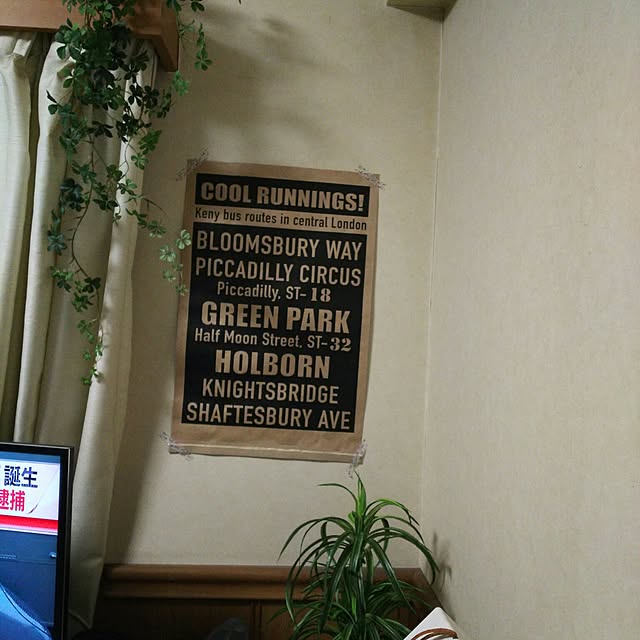 COOL RUNNINGS!
Keny bus routes in central London
BLOOMSBURY WAY
PICCADILLY CIRCUS
Piccadilly. ST-18
GREEN PARK
Half Moon Street. ST-32
HOLBORN
KNIGHTSBRIDGE
SHAFTESBURY AVE
誕生
逮捕